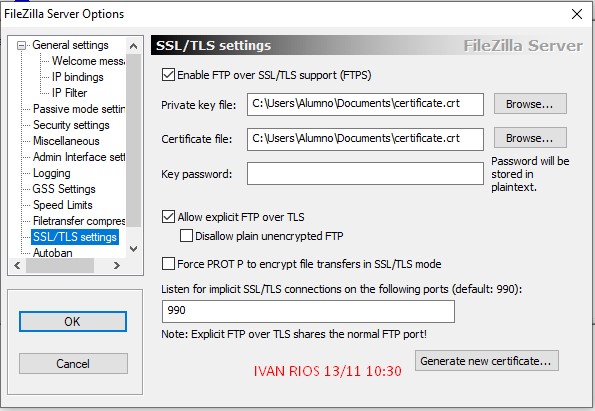 FileZilla Server Options
General settings
Welcome messa
IP bindings
IP Filter
Passive mode settin
Security settings
Miscellaneous
Admin Interface sett
Logging
GSS Settings
Speed Limits
Filetransfer compres
SSL/TLS settings
Autoban
OK
Cancel
SSL/TLS settings FileZilla Server
Enable FTP over SSL/TLS support (FTPS)
Private key file: C:\Users\Alumno\Documents\certificate.crt Browse...
Certificate file: C:\Users\Alumno\Documents\certificate.crt Browse...
Key password: Password will be
stored in
plaintext.
Allow explicit FTP over TLS
Disallow plain unencrypted FTP
Force PROT P to encrypt file transfers in SSL/TLS mode
Listen for implicit SSL/TLS connections on the following ports (default: 990):
990
Note: Explicit FTP over TLS shares the normal FTP port!
Generate new certificate...
IVAN RIOS 13/11 10:30